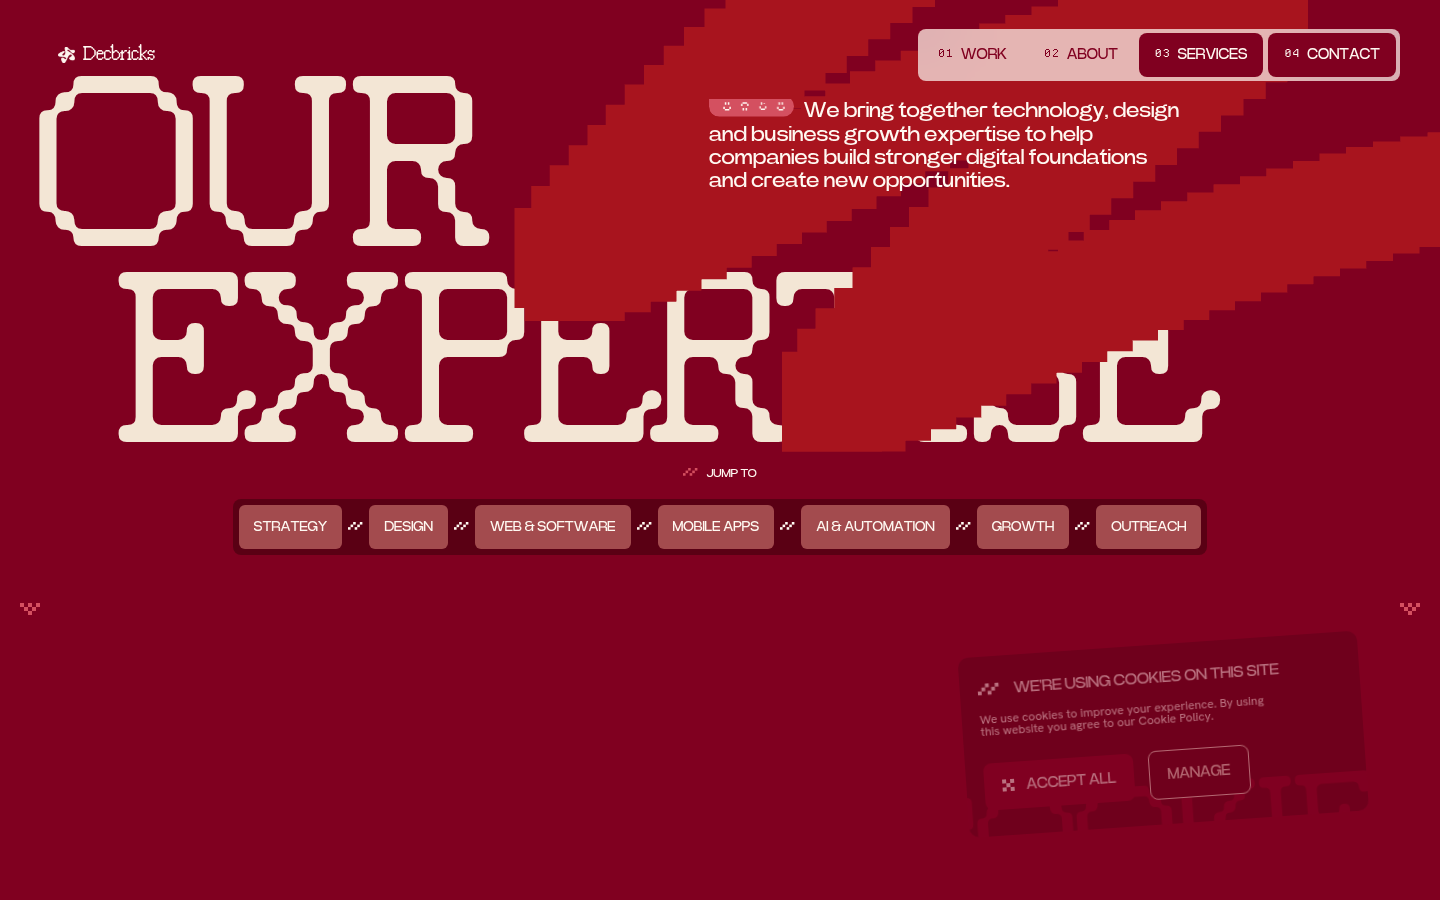 Decbricks
01 WORK
02 ABOUT
03 SERVICES
04 CONTACT
OUR
We bring together technology, design
and business growth expertise to help
companies build stronger digital foundations
and create new opportunities.
JUMP TO
STRATEGY
DESIGN
WEB & SOFTWARE
MOBILE APPS
AI & AUTOMATION
GROWTH
OUTREACH
WE'RE USING COOKIES ON THIS SITE
We use cookies to improve your experience. By using
this website you agree to our Cookie Policy.
ACCEPT ALL
MANAGE